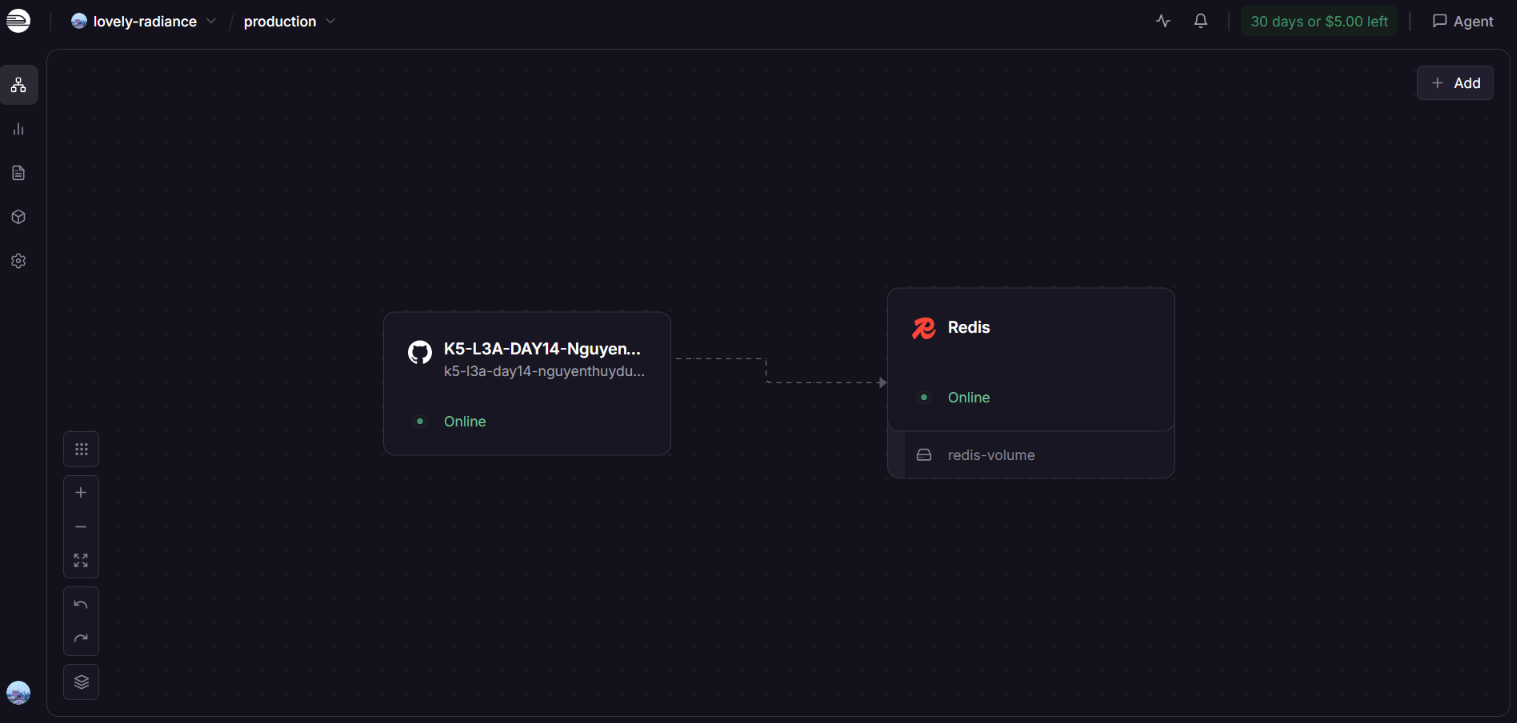 lovely-radiance / production
30 days or $5.00 left
Agent
Add
K5-L3A-DAY14-Nguyen...
k5-l3a-day14-nguyenthuydu...
Online
Redis
Online
redis-volume